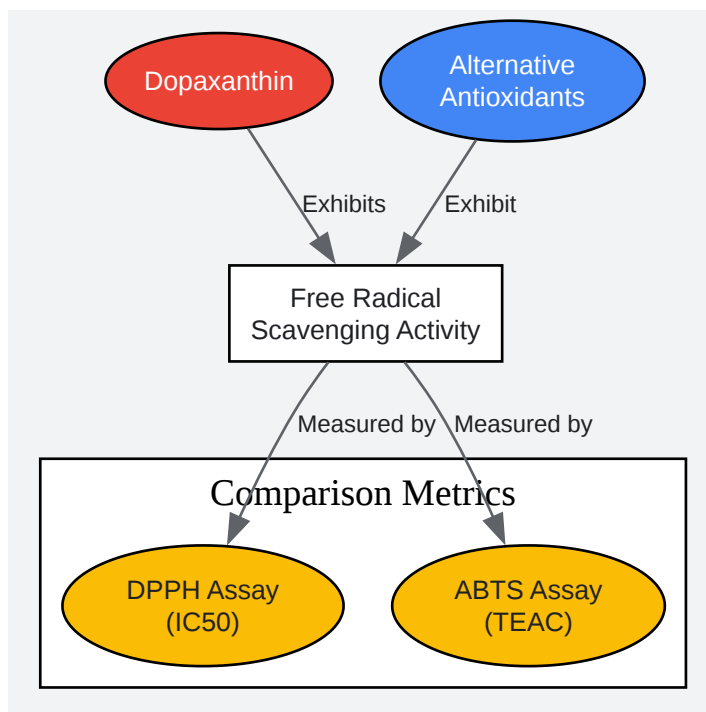 Dopaxanthin
Alternative
Antioxidants
Exhibits
Exhibit
Free Radical
Scavenging Activity
Measured by
Measured by
Comparison Metrics
DPPH Assay
(IC50)
ABTS Assay
(TEAC)